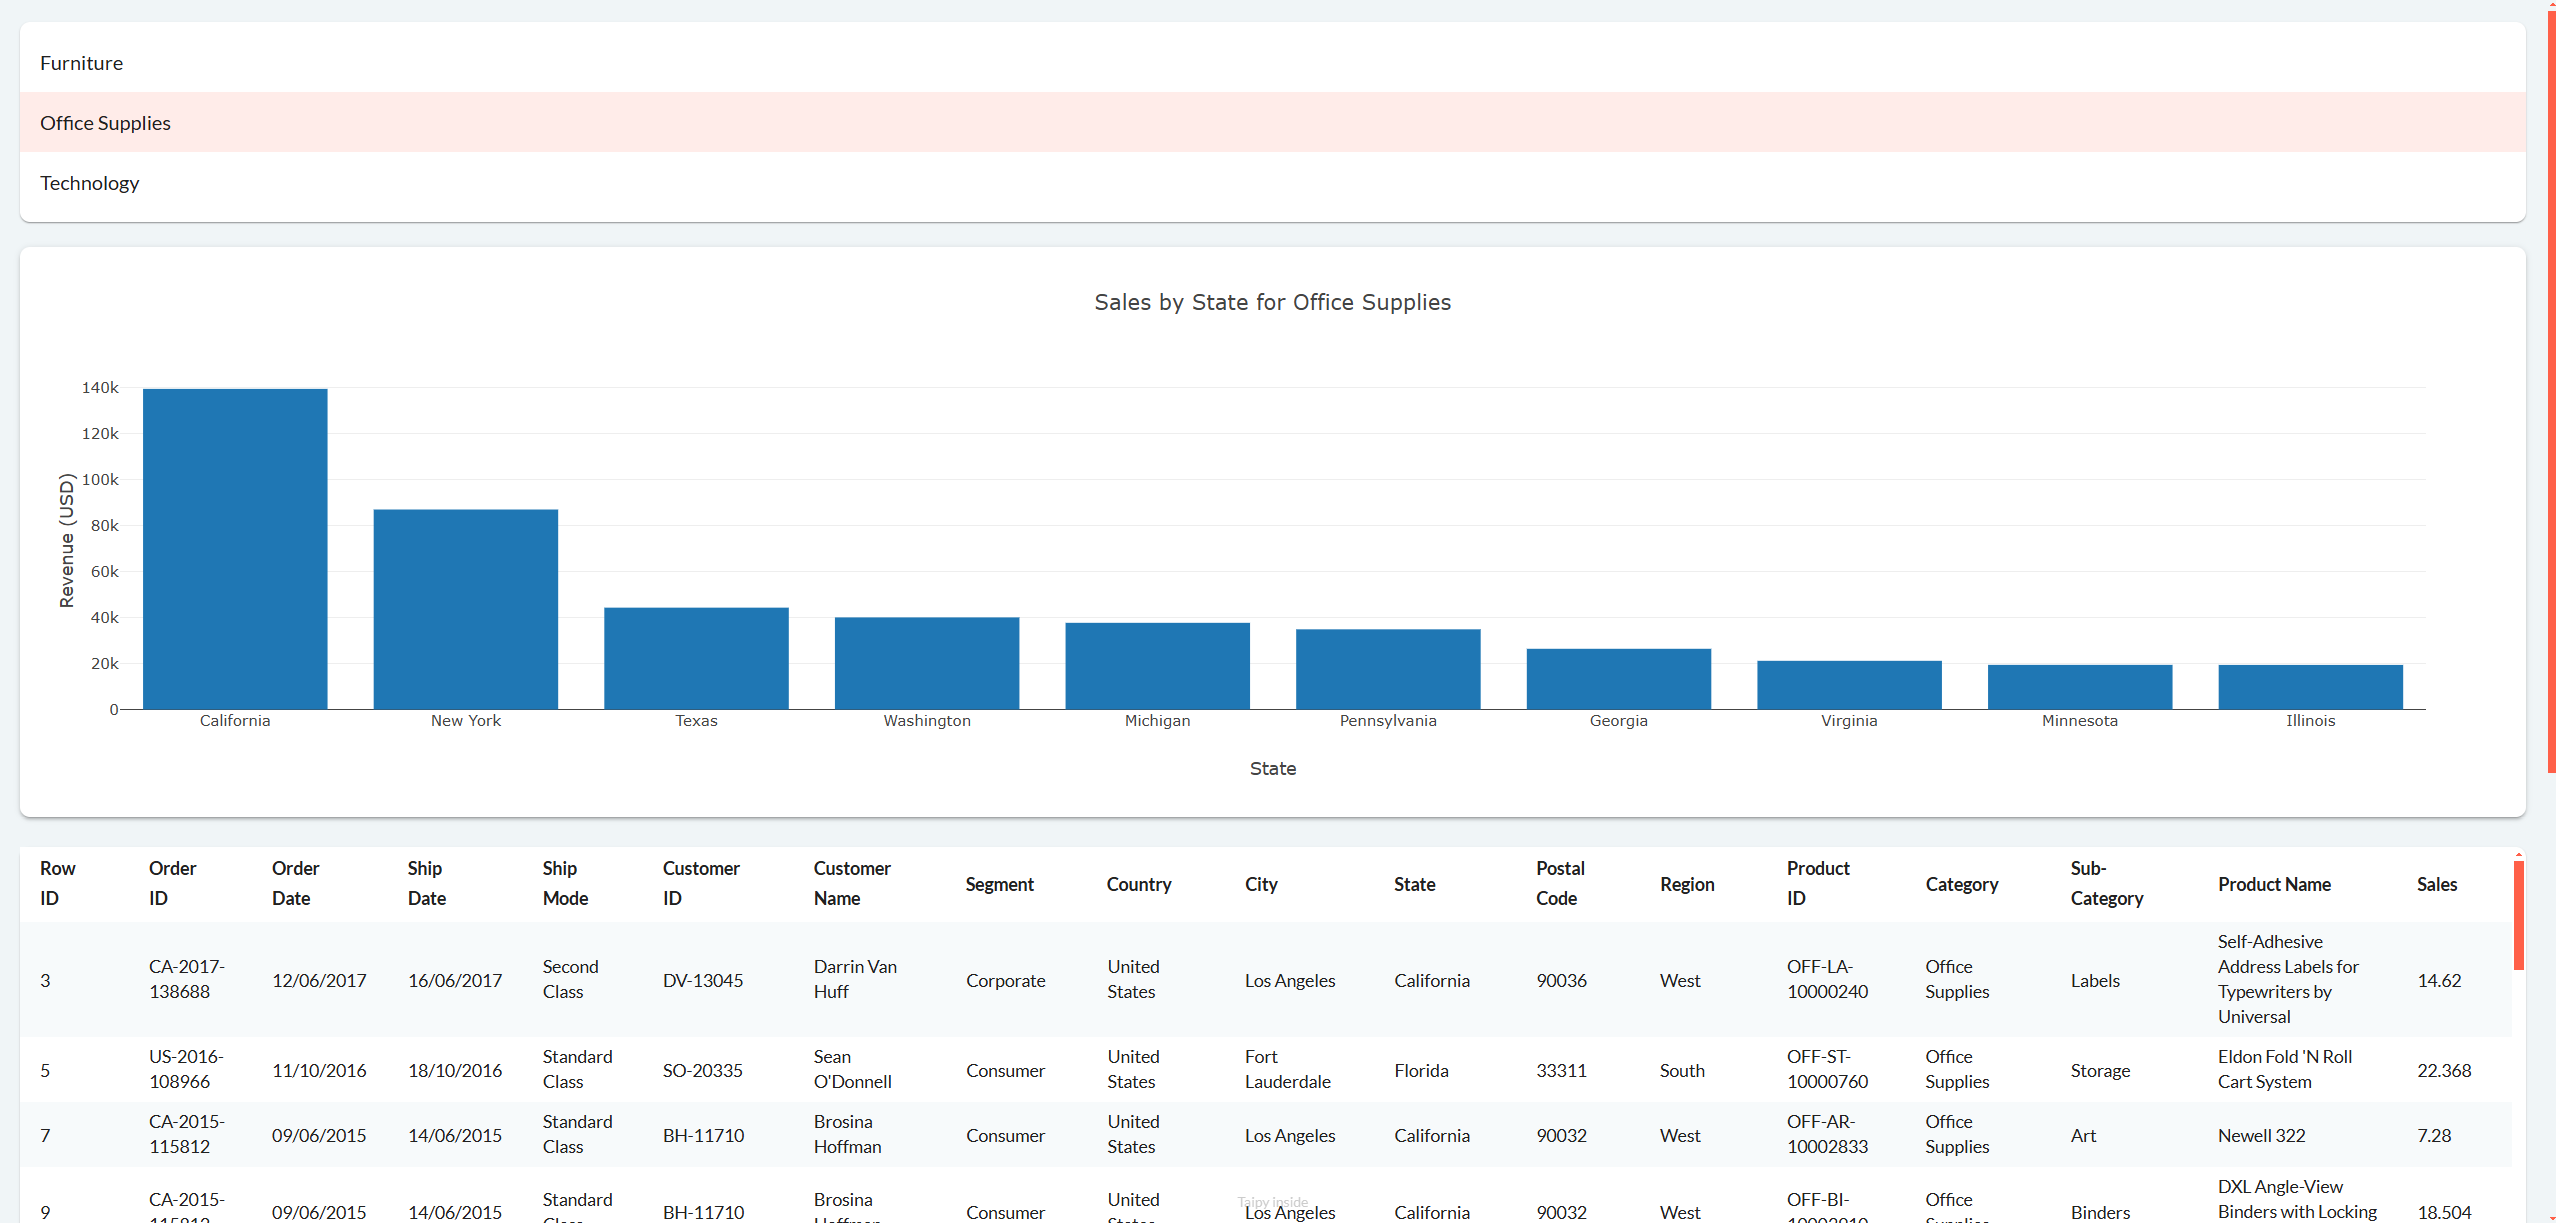 Furniture
Office Supplies
Technology
Sales by State for Office Supplies
140k
120k
100k
80k
60k
40k
20k
0
Revenue (USD)
California New York Texas Washington Michigan Pennsylvania Georgia Virginia Minnesota Illinois
State
Row ID Order ID Order Date Ship Date Ship Mode Customer ID Customer Name Segment Country City State Postal Code Region Product ID Category Sub-Category Product Name Sales
3 CA-2017-138688 12/06/2017 16/06/2017 Second Class DV-13045 Darrin Van Huff Corporate United States Los Angeles California 90036 West OFF-LA-10000240 Office Supplies Labels Self-Adhesive Address Labels for Typewriters by Universal 14.62
5 US-2016-108966 11/10/2016 18/10/2016 Standard Class SO-20335 Sean O'Donnell Consumer United States Fort Lauderdale Florida 33311 South OFF-ST-10000760 Office Supplies Storage Eldon Fold 'N Roll Cart System 22.368
7 CA-2015-115812 09/06/2015 14/06/2015 Standard Class BH-11710 Brosina Hoffman Consumer United States Los Angeles California 90032 West OFF-AR-10002833 Office Supplies Art Newell 322 7.28
9 CA-2015- 09/06/2015 14/06/2015 Standard BH-11710 Brosina Consumer United Los Angeles California 90032 West OFF-BI- Office Binders DXL Angle-View Binders with Locking 18.504
Taipy inside